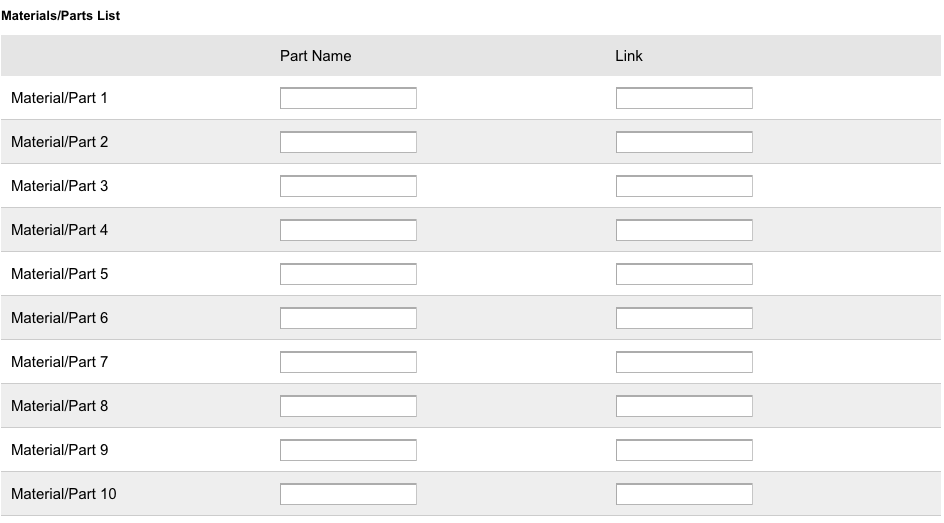 Materials/Parts List
Part Name Link
Material/Part 1
Material/Part 2
Material/Part 3
Material/Part 4
Material/Part 5
Material/Part 6
Material/Part 7
Material/Part 8
Material/Part 9
Material/Part 10